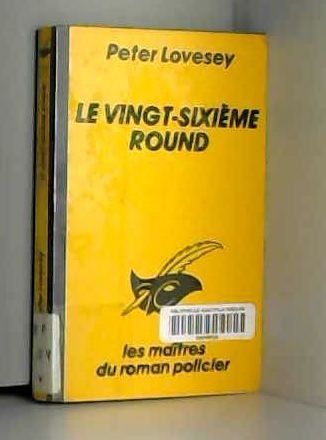 Peter Lovesey
LE VINGT-SIXIÈME
ROUND
les maîtres
du roman policier